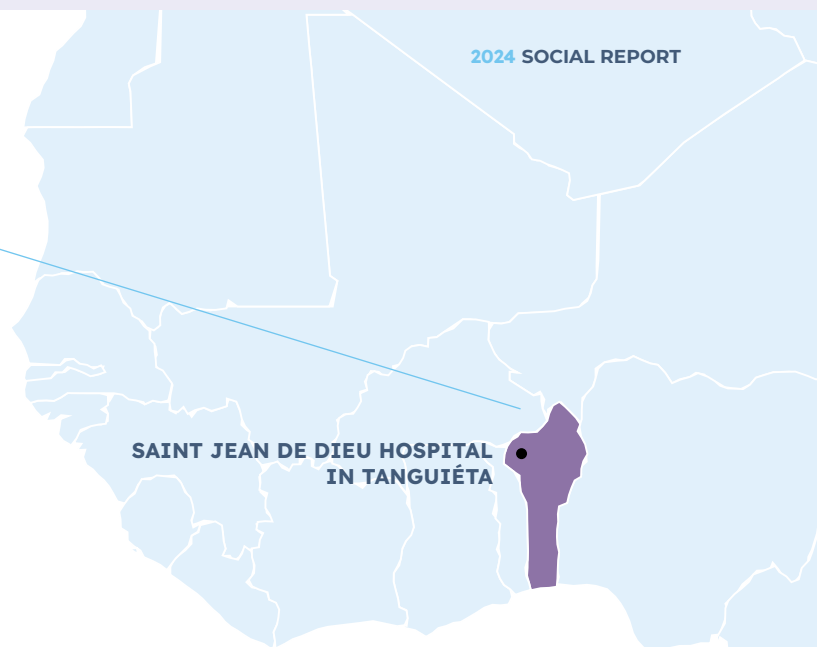 2024 SOCIAL REPORT
SAINT JEAN DE DIEU HOSPITAL
IN TANGUIÉTA